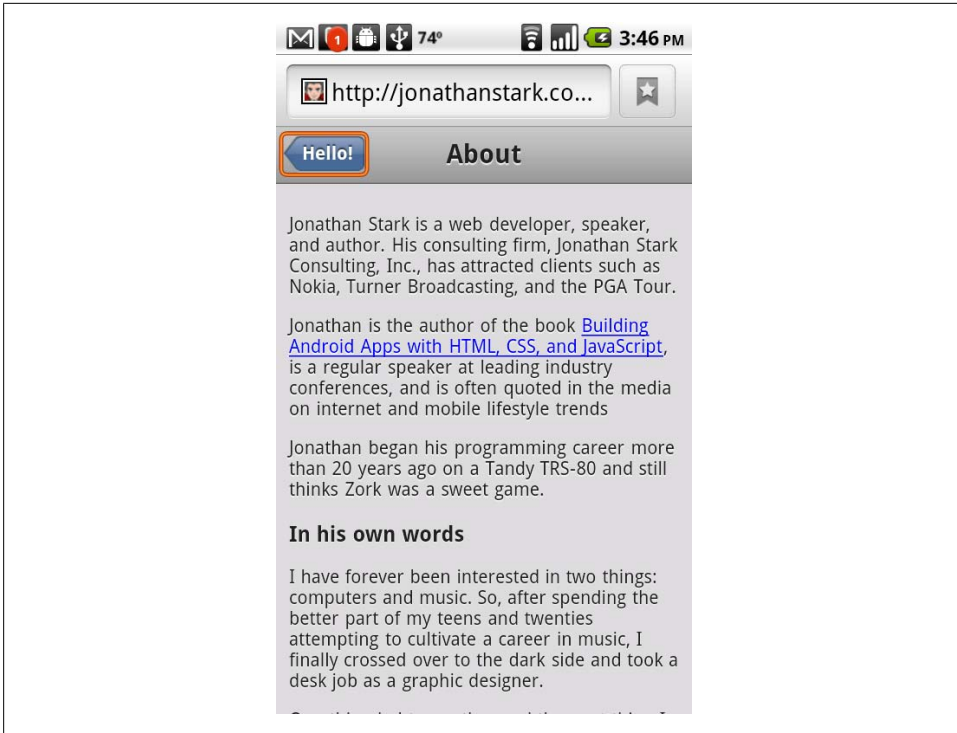 1 74° 3:46 PM
http://jonathanstark.co...
Hello! About
Jonathan Stark is a web developer, speaker,
and author. His consulting firm, Jonathan Stark
Consulting, Inc., has attracted clients such as
Nokia, Turner Broadcasting, and the PGA Tour.
Jonathan is the author of the book Building
Android Apps with HTML, CSS, and JavaScript,
is a regular speaker at leading industry
conferences, and is often quoted in the media
on internet and mobile lifestyle trends
Jonathan began his programming career more
than 20 years ago on a Tandy TRS-80 and still
thinks Zork was a sweet game.
In his own words
I have forever been interested in two things:
computers and music. So, after spending the
better part of my teens and twenties
attempting to cultivate a career in music, I
finally crossed over to the dark side and took a
desk job as a graphic designer.